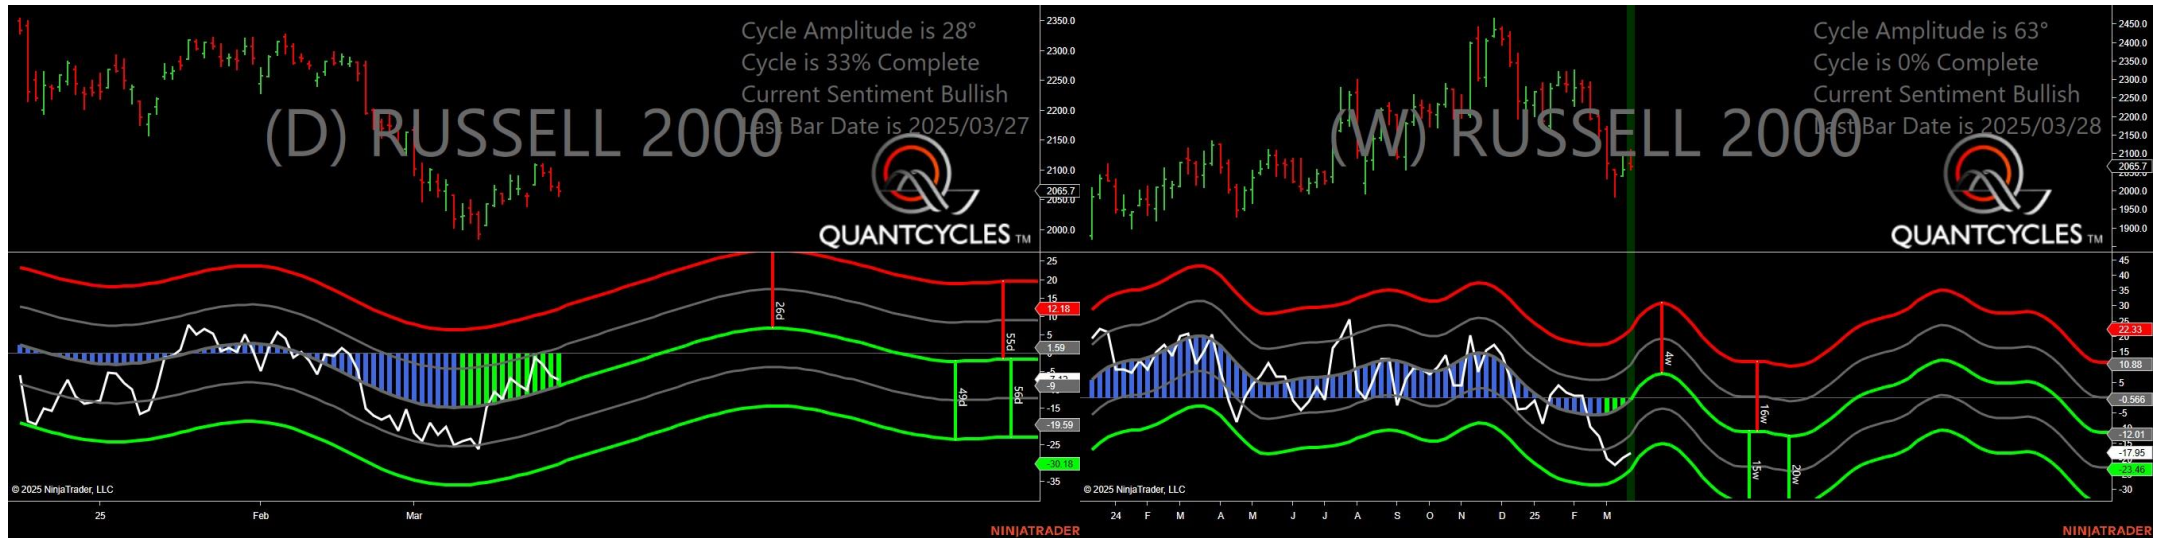 Cycle Amplitude is 28°
Cycle is 33% Complete
Current Sentiment Bullish
Last Bar Date is 2025/03/27
(D) RUSSELL 2000
QUANTCYCLES TM
2350.0
2300.0
2250.0
2200.0
2150.0
2100.0
2065.7
2050.0
2000.0
25
20
15
12.18
10
5
1.59
-9
-15
-19.59
-25
-30.18
-35
26d
55d
49d
56d
© 2025 NinjaTrader, LLC
25 Feb Mar
NINJATRADER
Cycle Amplitude is 63°
Cycle is 0% Complete
Current Sentiment Bullish
Last Bar Date is 2025/03/28
(W) RUSSELL 2000
QUANTCYCLES TM
2450.0
2400.0
2350.0
2300.0
2250.0
2200.0
2150.0
2100.0
2065.7
2050.0
2000.0
1950.0
1900.0
45
40
35
30
25
22.33
20
15
10.88
5
-0.566
-5
-12.01
-15
-17.95
-23.46
-30
4w
16w
15w
20w
© 2025 NinjaTrader, LLC
24 F M A M J J A S O N D 25 F M
NINJATRADER